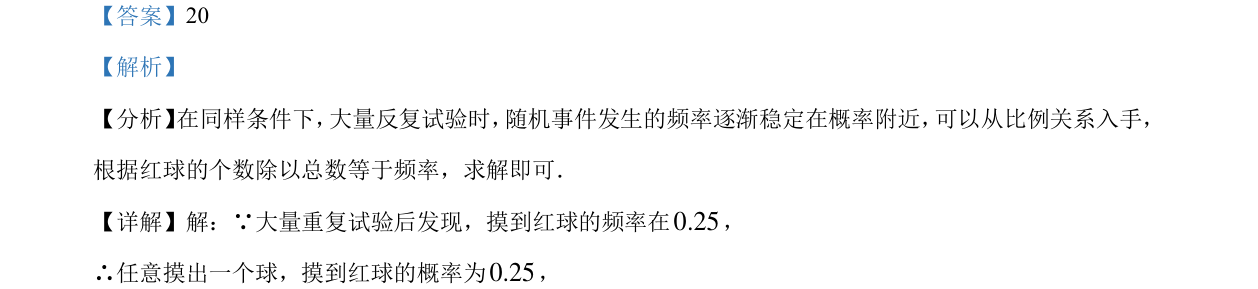 【答案】20
【解析】
【分析】在同样条件下，大量反复试验时，随机事件发生的频率逐渐稳定在概率附近，可以从比例关系入手，
根据红球的个数除以总数等于频率，求解即可．
【详解】解：∵大量重复试验后发现，摸到红球的频率在0.25，
∴任意摸出一个球，摸到红球的概率为0.25，